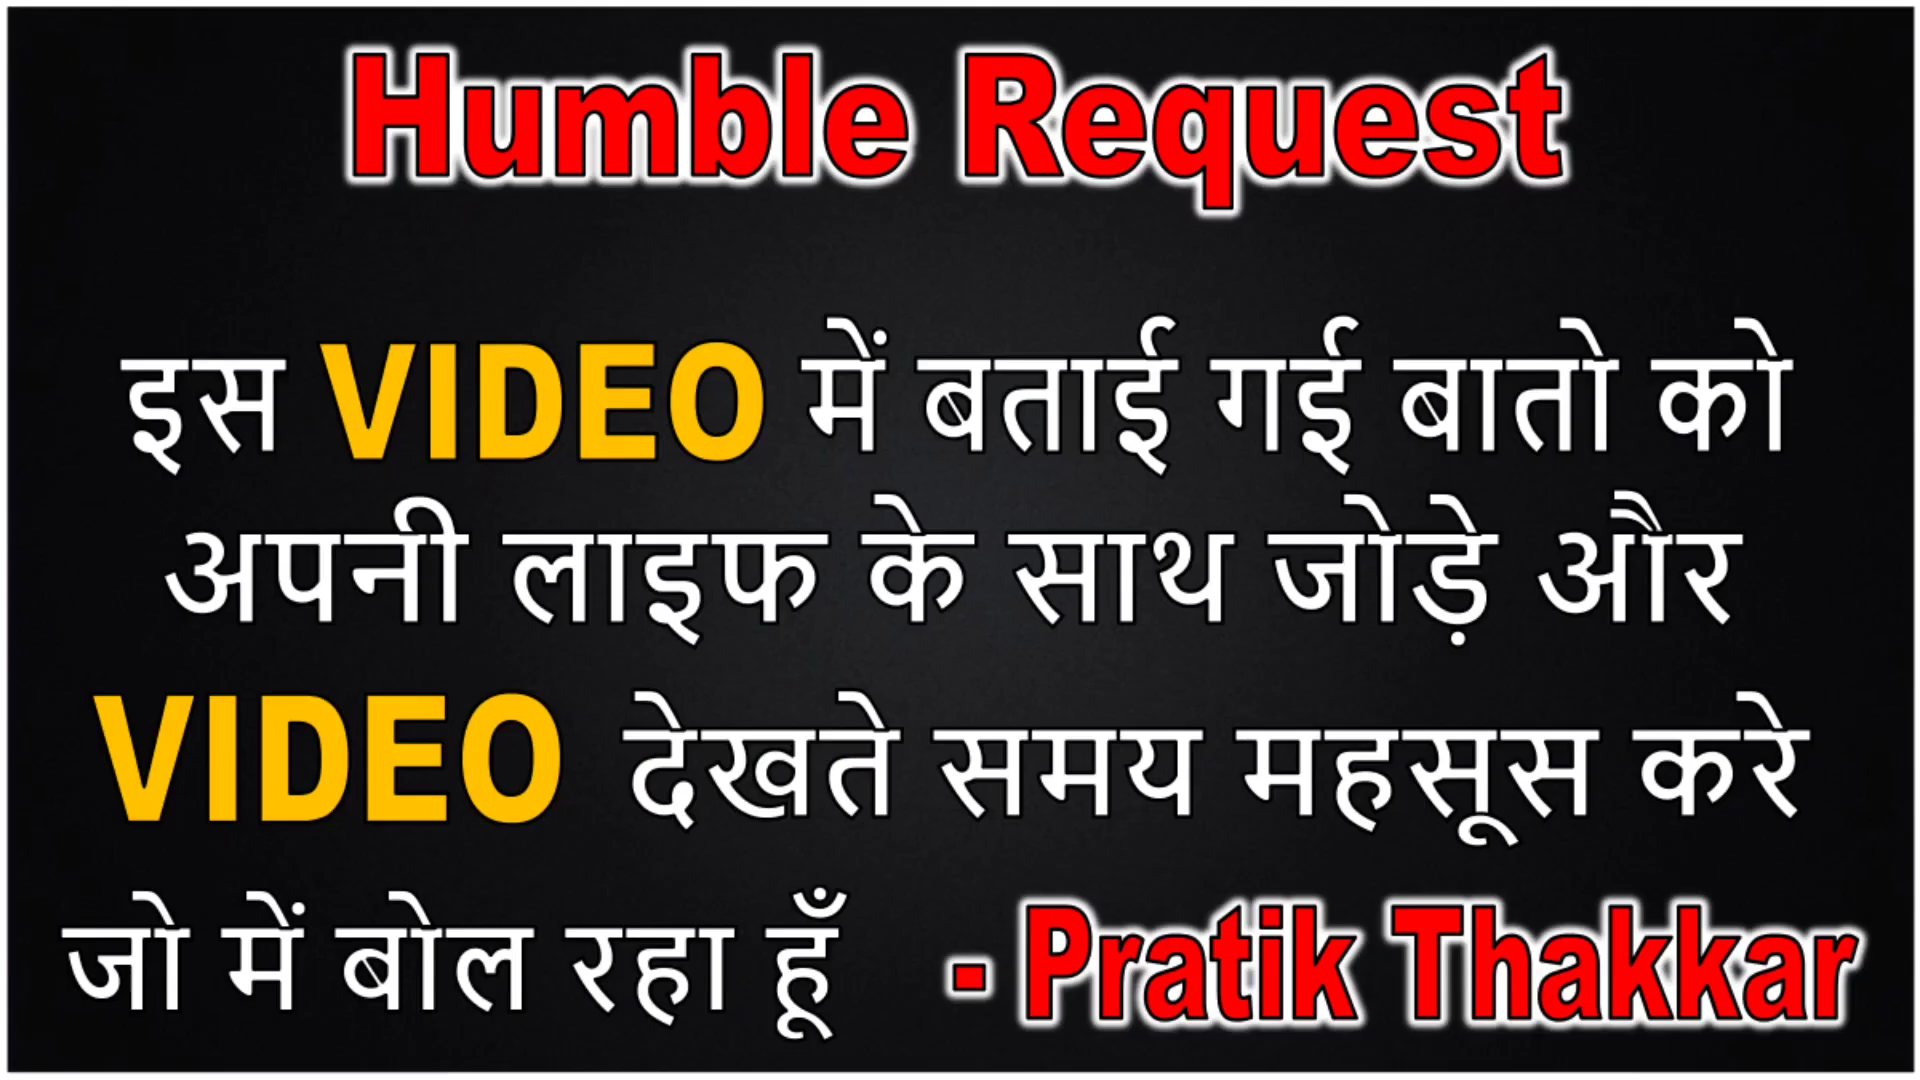 Humble Request
इस VIDEO में बताई गई बातो को
अपनी लाइफ के साथ जोड़े और
VIDEO देखते समय महसूस करे
जो में बोल रहा हूँ - Pratik Thakkar